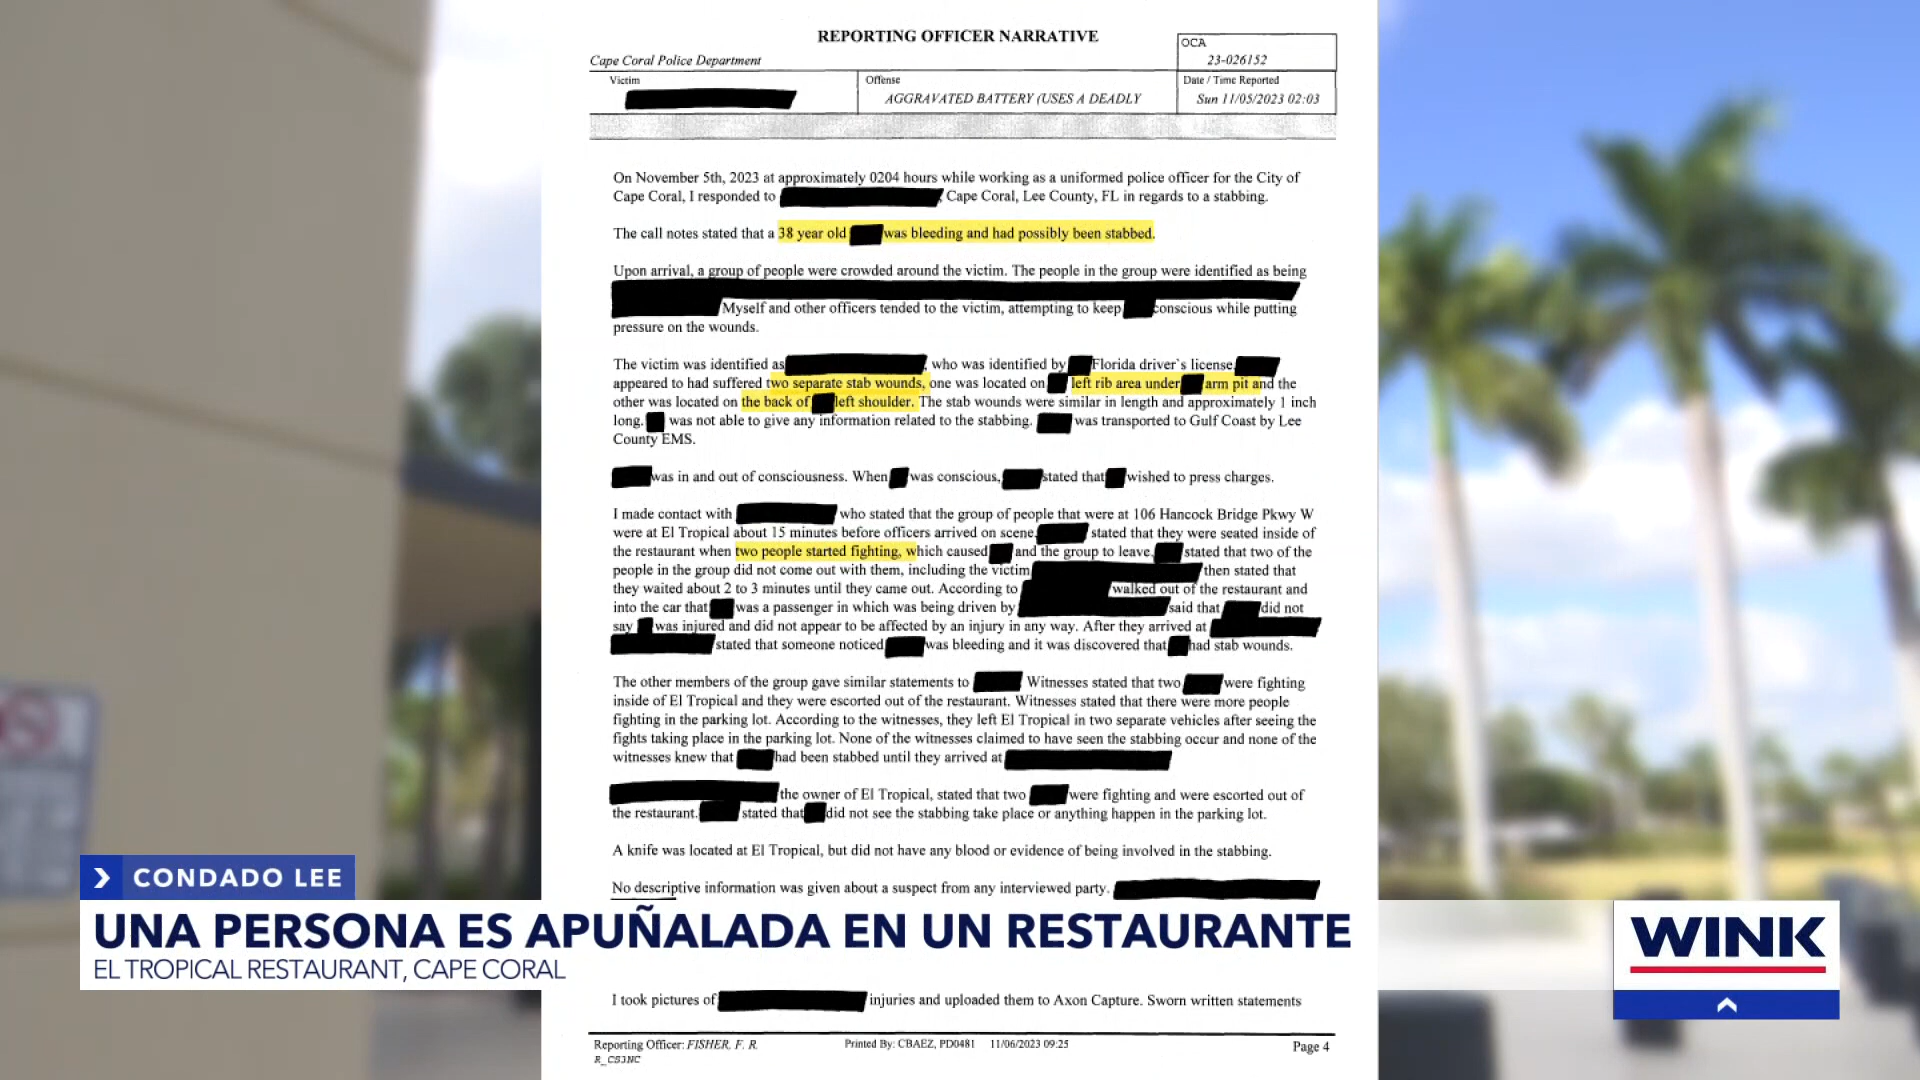 REPORTING OFFICER NARRATIVE
Cape Coral Police Department
OCA
23-026152
Victim
Offense
AGGRAVATED BATTERY (USES A DEADLY
Date / Time Reported
Sun 11/05/2023 02:03
On November 5th, 2023 at approximately 0204 hours while working as a uniformed police officer for the City of
Cape Coral, I responded to , Cape Coral, Lee County, FL in regards to a stabbing.
The call notes stated that a 38 year old was bleeding and had possibly been stabbed.
Upon arrival, a group of people were crowded around the victim. The people in the group were identified as being
Myself and other officers tended to the victim, attempting to keep conscious while putting
pressure on the wounds.
The victim was identified as , who was identified by Florida driver`s license.
appeared to had suffered two separate stab wounds, one was located on left rib area under arm pit and the
other was located on the back of left shoulder. The stab wounds were similar in length and approximately 1 inch
long. was not able to give any information related to the stabbing. was transported to Gulf Coast by Lee
County EMS.
was in and out of consciousness. When was conscious, stated that wished to press charges.
I made contact with who stated that the group of people that were at 106 Hancock Bridge Pkwy W
were at El Tropical about 15 minutes before officers arrived on scene. stated that they were seated inside of
the restaurant when two people started fighting, which caused and the group to leave. stated that two of the
people in the group did not come out with them, including the victim then stated that
they waited about 2 to 3 minutes until they came out. According to walked out of the restaurant and
into the car that was a passenger in which was being driven by said that did not
say was injured and did not appear to be affected by an injury in any way. After they arrived at
stated that someone noticed was bleeding and it was discovered that had stab wounds.
The other members of the group gave similar statements to Witnesses stated that two were fighting
inside of El Tropical and they were escorted out of the restaurant. Witnesses stated that there were more people
fighting in the parking lot. According to the witnesses, they left El Tropical in two separate vehicles after seeing the
fights taking place in the parking lot. None of the witnesses claimed to have seen the stabbing occur and none of the
witnesses knew that had been stabbed until they arrived at
the owner of El Tropical, stated that two were fighting and were escorted out of
the restaurant. stated that did not see the stabbing take place or anything happen in the parking lot.
A knife was located at El Tropical, but did not have any blood or evidence of being involved in the stabbing.
No descriptive information was given about a suspect from any interviewed party.
CONDADO LEE
UNA PERSONA ES APUÑALADA EN UN RESTAURANTE
EL TROPICAL RESTAURANT, CAPE CORAL
WINK
I took pictures of injuries and uploaded them to Axon Capture. Sworn written statements
Reporting Officer: FISHER, F. R.
Printed By: CBAEZ, PD0481 11/06/2023 09:25
Page 4
R_CS3NC